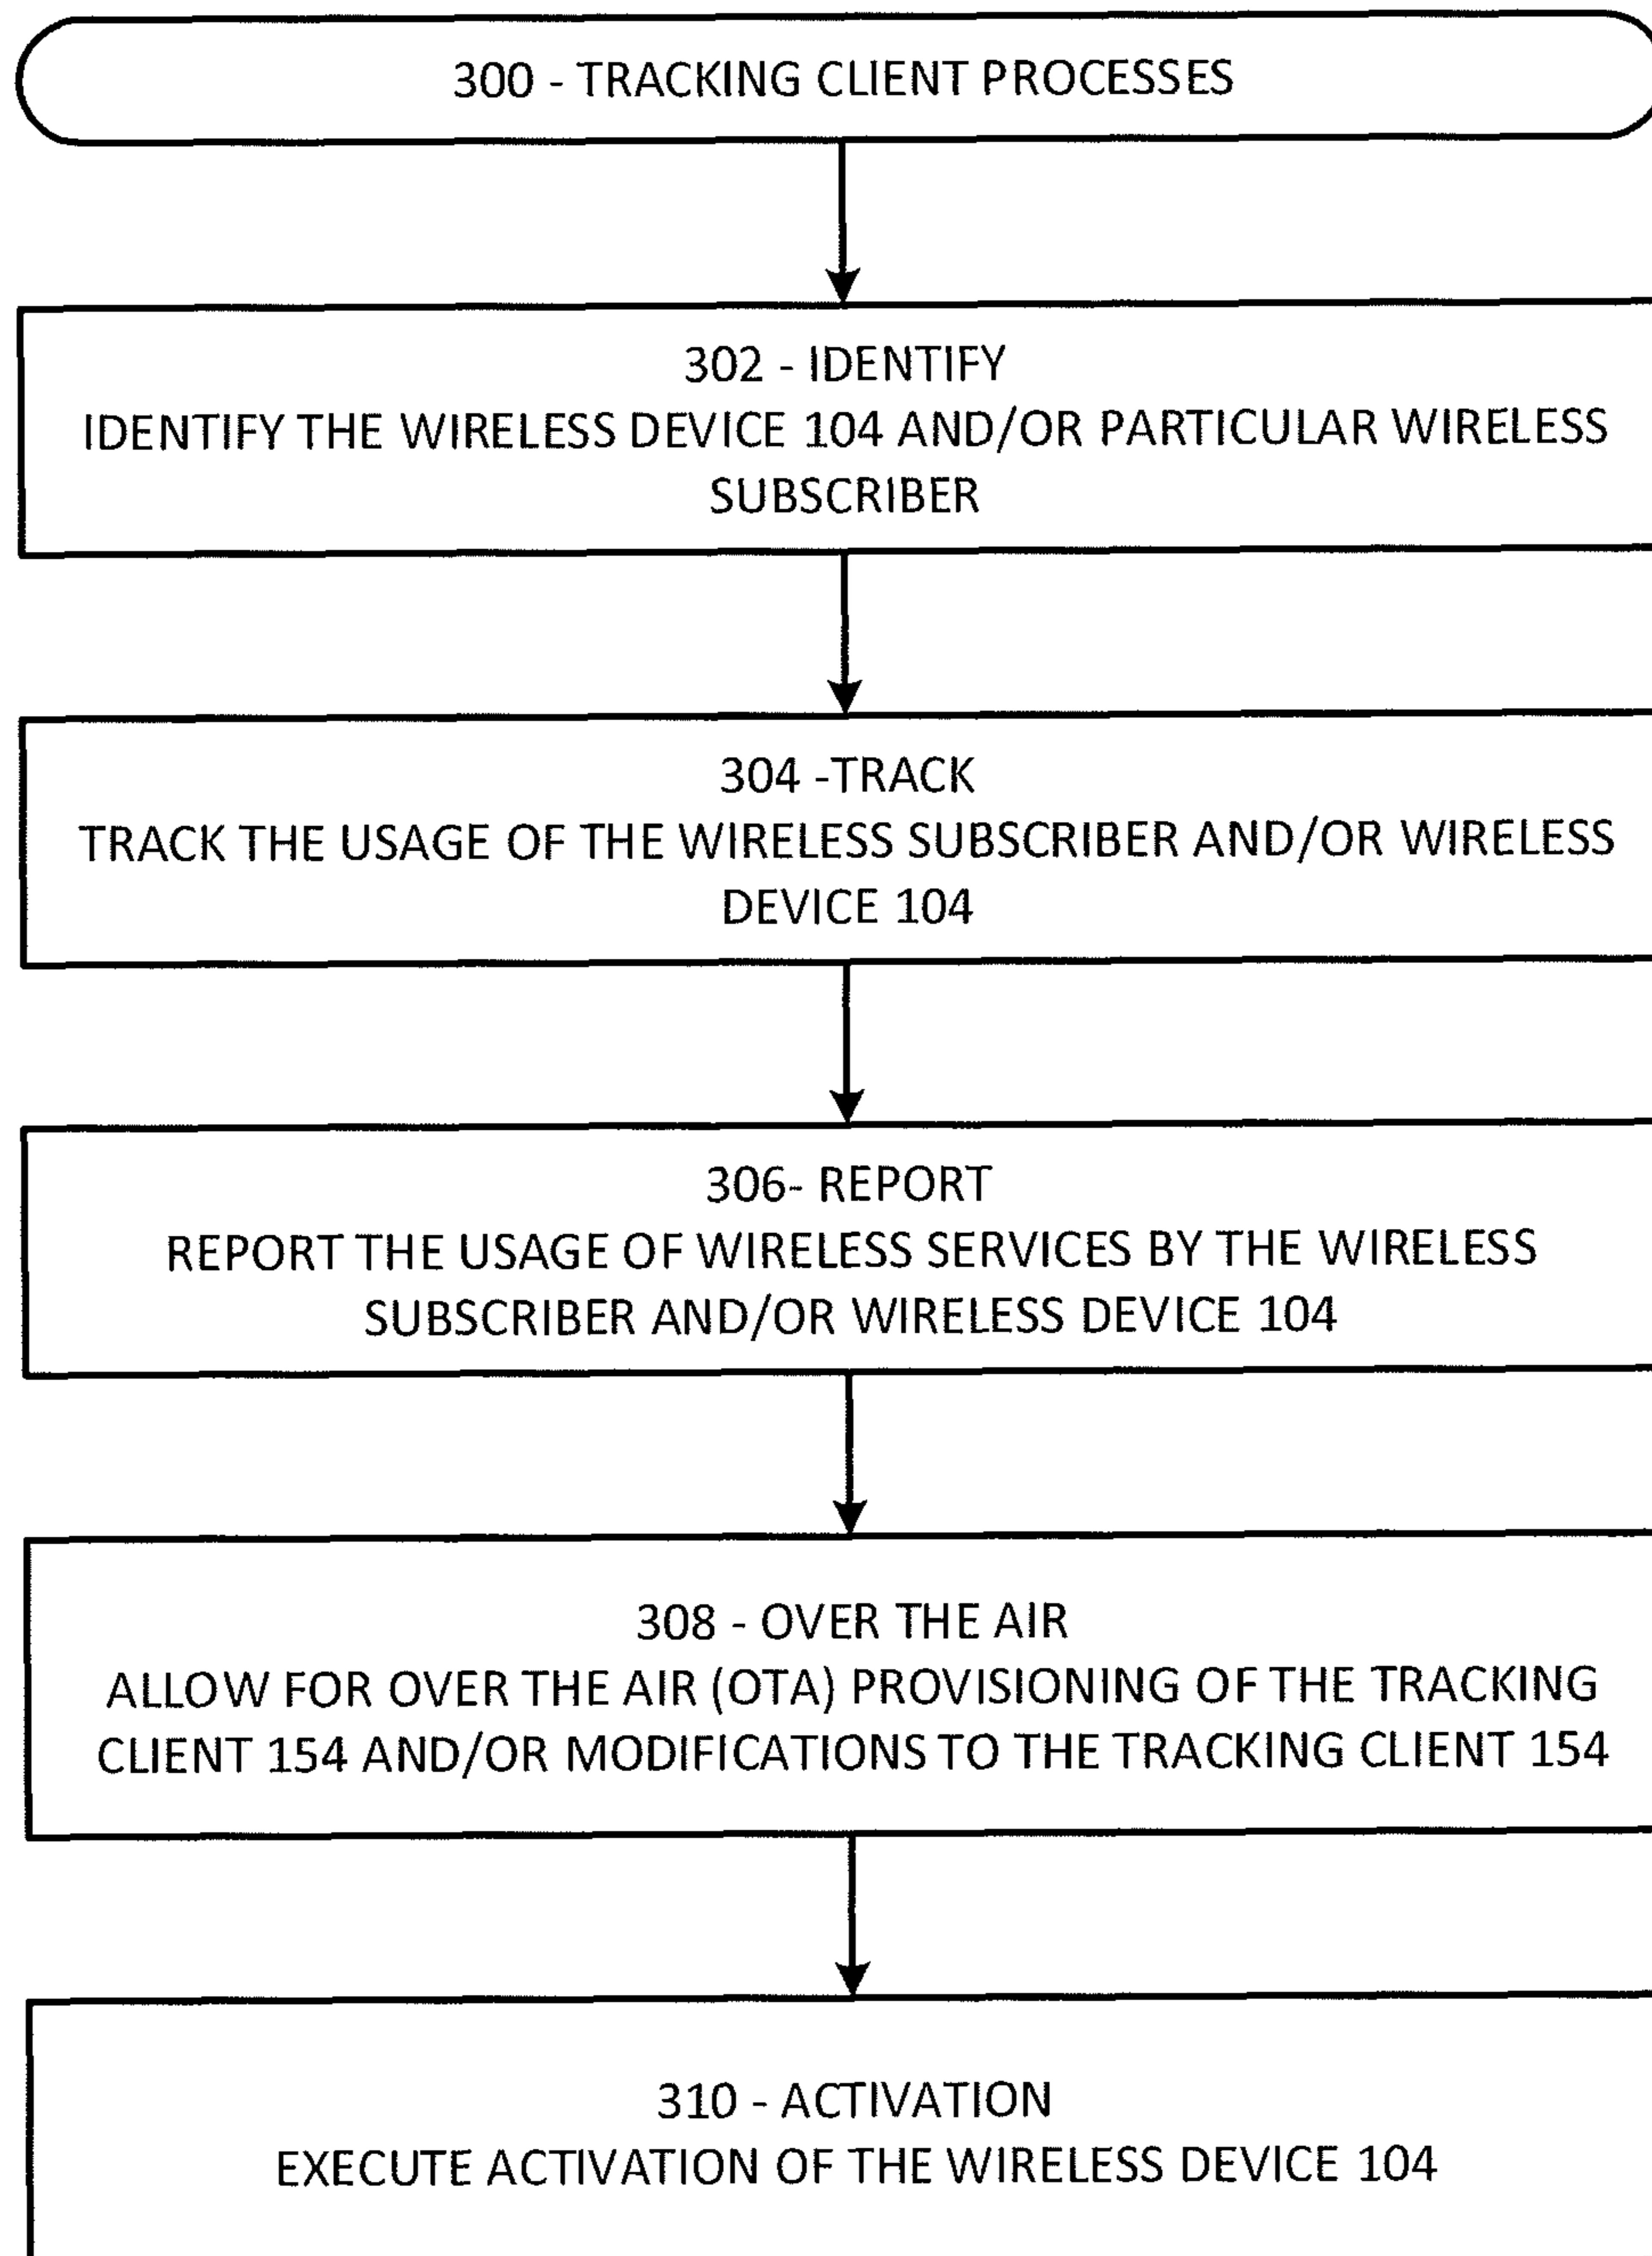 300 - TRACKING CLIENT PROCESSES
302 - IDENTIFY
IDENTIFY THE WIRELESS DEVICE 104 AND/OR PARTICULAR WIRELESS
SUBSCRIBER
304 -TRACK
TRACK THE USAGE OF THE WIRELESS SUBSCRIBER AND/OR WIRELESS
DEVICE 104
306- REPORT
REPORT THE USAGE OF WIRELESS SERVICES BY THE WIRELESS
SUBSCRIBER AND/OR WIRELESS DEVICE 104
308 - OVER THE AIR
ALLOW FOR OVER THE AIR (OTA) PROVISIONING OF THE TRACKING
CLIENT 154 AND/OR MODIFICATIONS TO THE TRACKING CLIENT 154
310 - ACTIVATION
EXECUTE ACTIVATION OF THE WIRELESS DEVICE 104